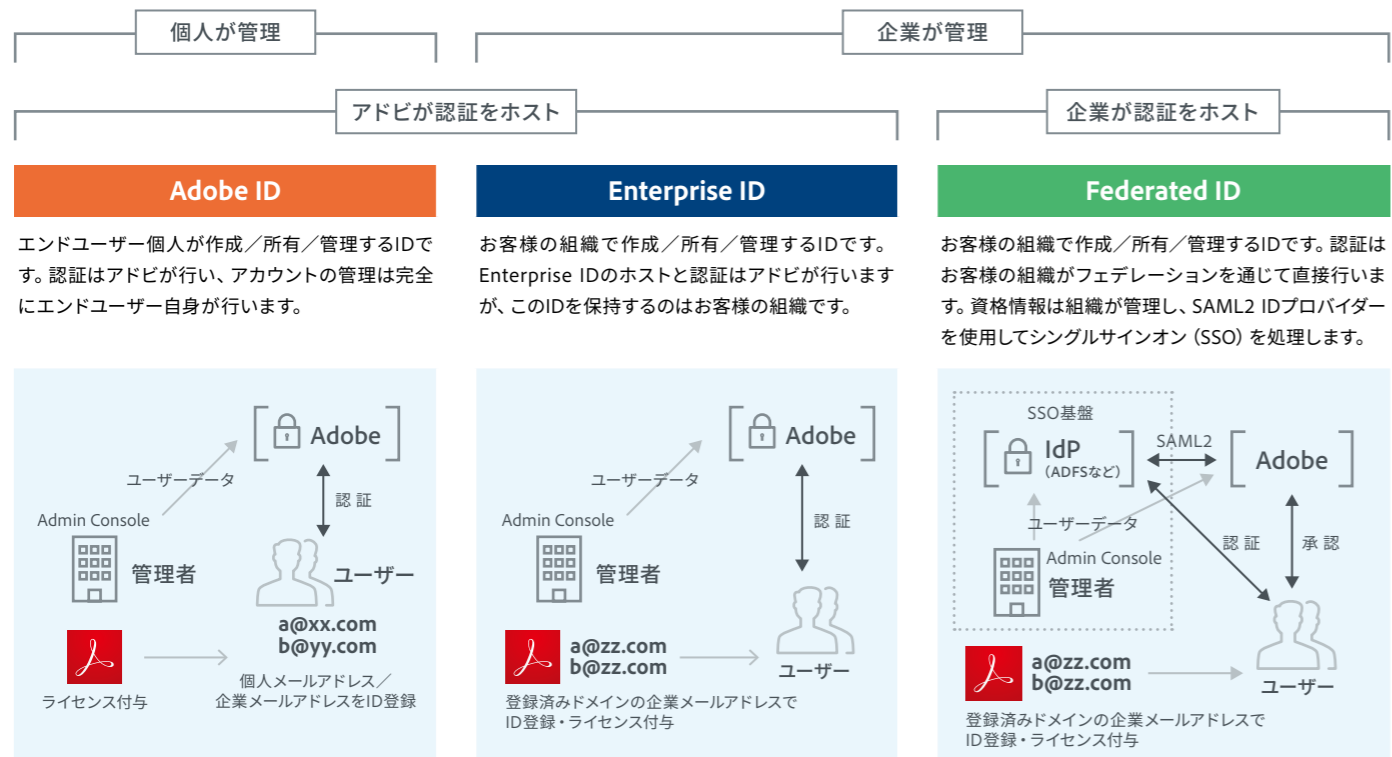 個人が管理
企業が管理
アドビが認証をホスト
企業が認証をホスト
Adobe ID
エンドユーザー個人が作成／所有／管理するIDで
す。認証はアドビが行い、アカウントの管理は完全
にエンドユーザー自身が行います。
Adobe
ユーザーデータ
認 証
Admin Console
管理者
ユーザー
a@xx.com
b@yy.com
ライセンス付与
個人メールアドレス／
企業メールアドレスをID登録
Enterprise ID
お客様の組織で作成／所有／管理するIDです。
Enterprise IDのホストと認証はアドビが行います
が、このIDを保持するのはお客様の組織です。
Adobe
ユーザーデータ
認 証
Admin Console
管理者
a@zz.com
b@zz.com
ユーザー
登録済みドメインの企業メールアドレスで
ID登録・ライセンス付与
Federated ID
お客様の組織で作成／所有／管理するIDです。認証は
お客様の組織がフェデレーションを通じて直接行いま
す。資格情報は組織が管理し、SAML2 IDプロバイダー
を使用してシングルサインオン（SSO）を処理します。
SSO基盤
IdP
（ADFSなど）
SAML2
Adobe
ユーザーデータ
認 証
承 認
Admin Console
管理者
a@zz.com
b@zz.com
ユーザー
登録済みドメインの企業メールアドレスで
ID登録・ライセンス付与